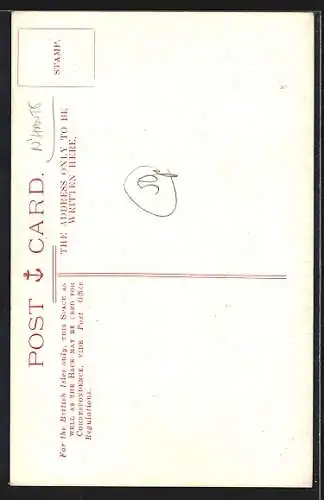 POST ⚓ CARD.
For the British Isles only, THIS SPACE AS
WELL AS THE BACK MAY BE USED FOR
CORRESPONDENCE, VIDE Post Office
Regulations.
THE ADDRESS ONLY TO BE
WRITTEN HERE.
STAMP.